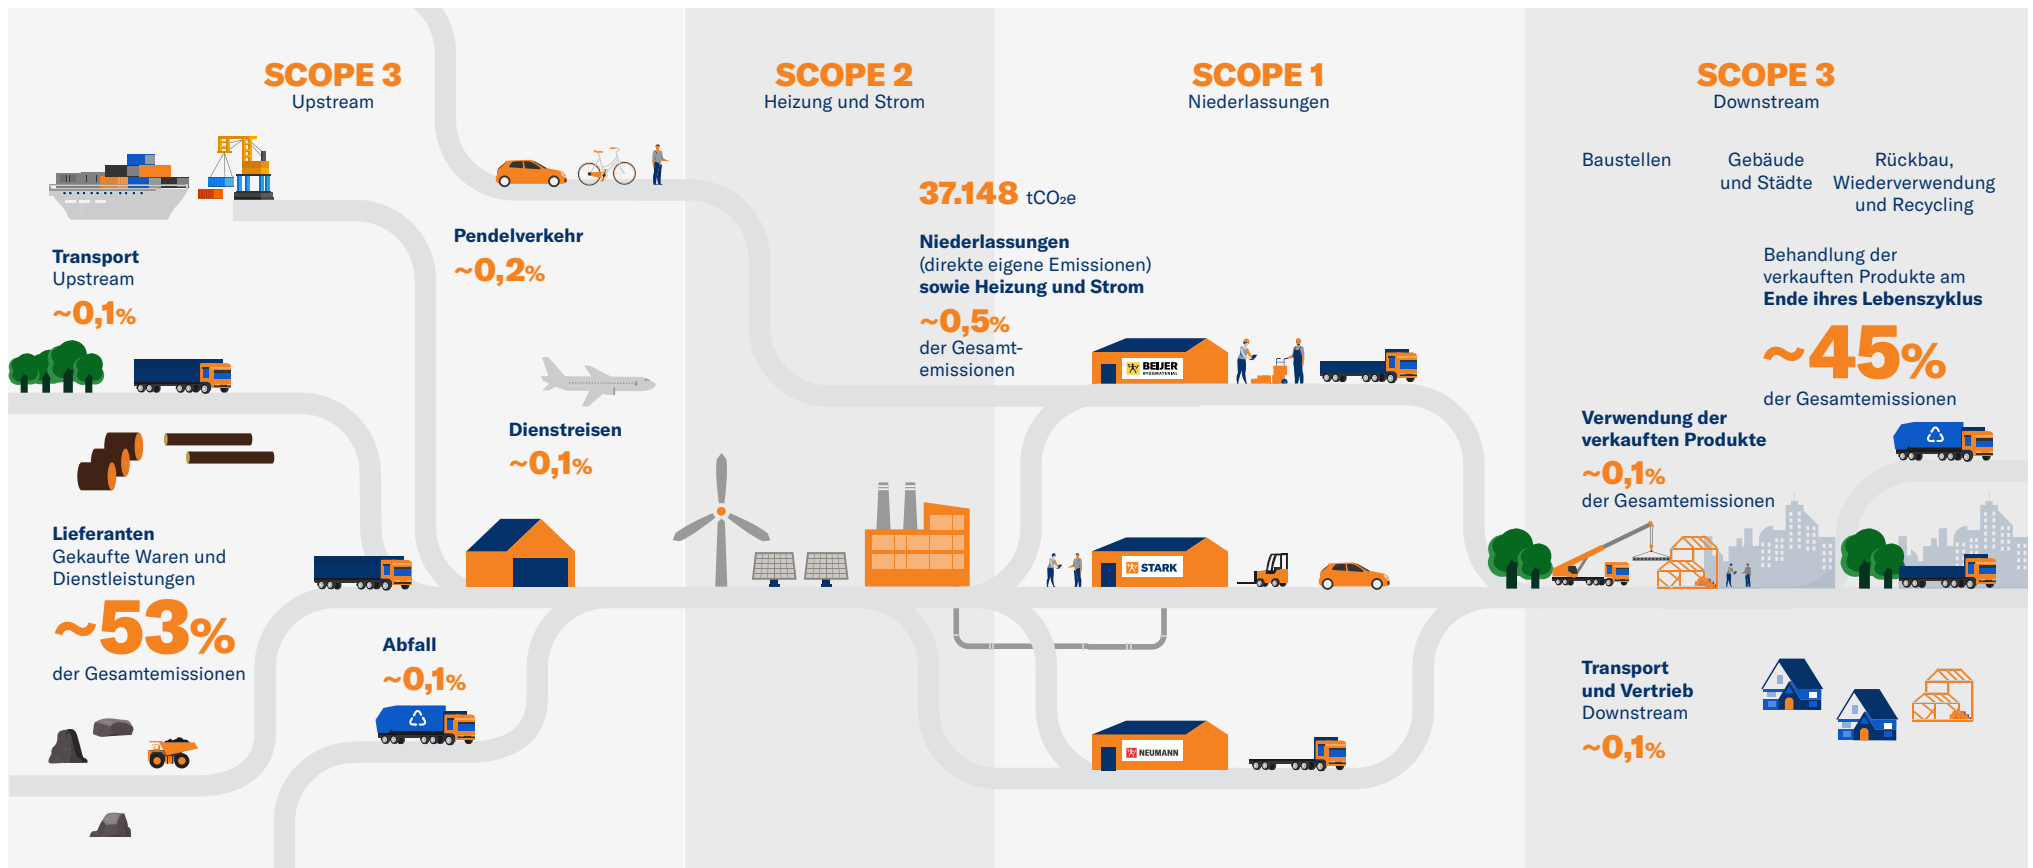 SCOPE 3
Upstream
Transport
Upstream
~0,1%
Lieferanten
Gekaufte Waren und
Dienstleistungen
~53%
der Gesamtemissionen
Pendelverkehr
~0,2%
Dienstreisen
~0,1%
Abfall
~0,1%
SCOPE 2
Heizung und Strom
37.148 tCO₂e
Niederlassungen
(direkte eigene Emissionen)
sowie Heizung und Strom
~0,5%
der Gesamt-
emissionen
SCOPE 1
Niederlassungen
BEIJER
BYGGMATERIAL
STARK
NEUMANN
SCOPE 3
Downstream
Baustellen
Gebäude
und Städte
Rückbau,
Wiederverwendung
und Recycling
Behandlung der
verkauften Produkte am
Ende ihres Lebenszyklus
~45%
der Gesamtemissionen
Verwendung der
verkauften Produkte
~0,1%
der Gesamtemissionen
Transport
und Vertrieb
Downstream
~0,1%